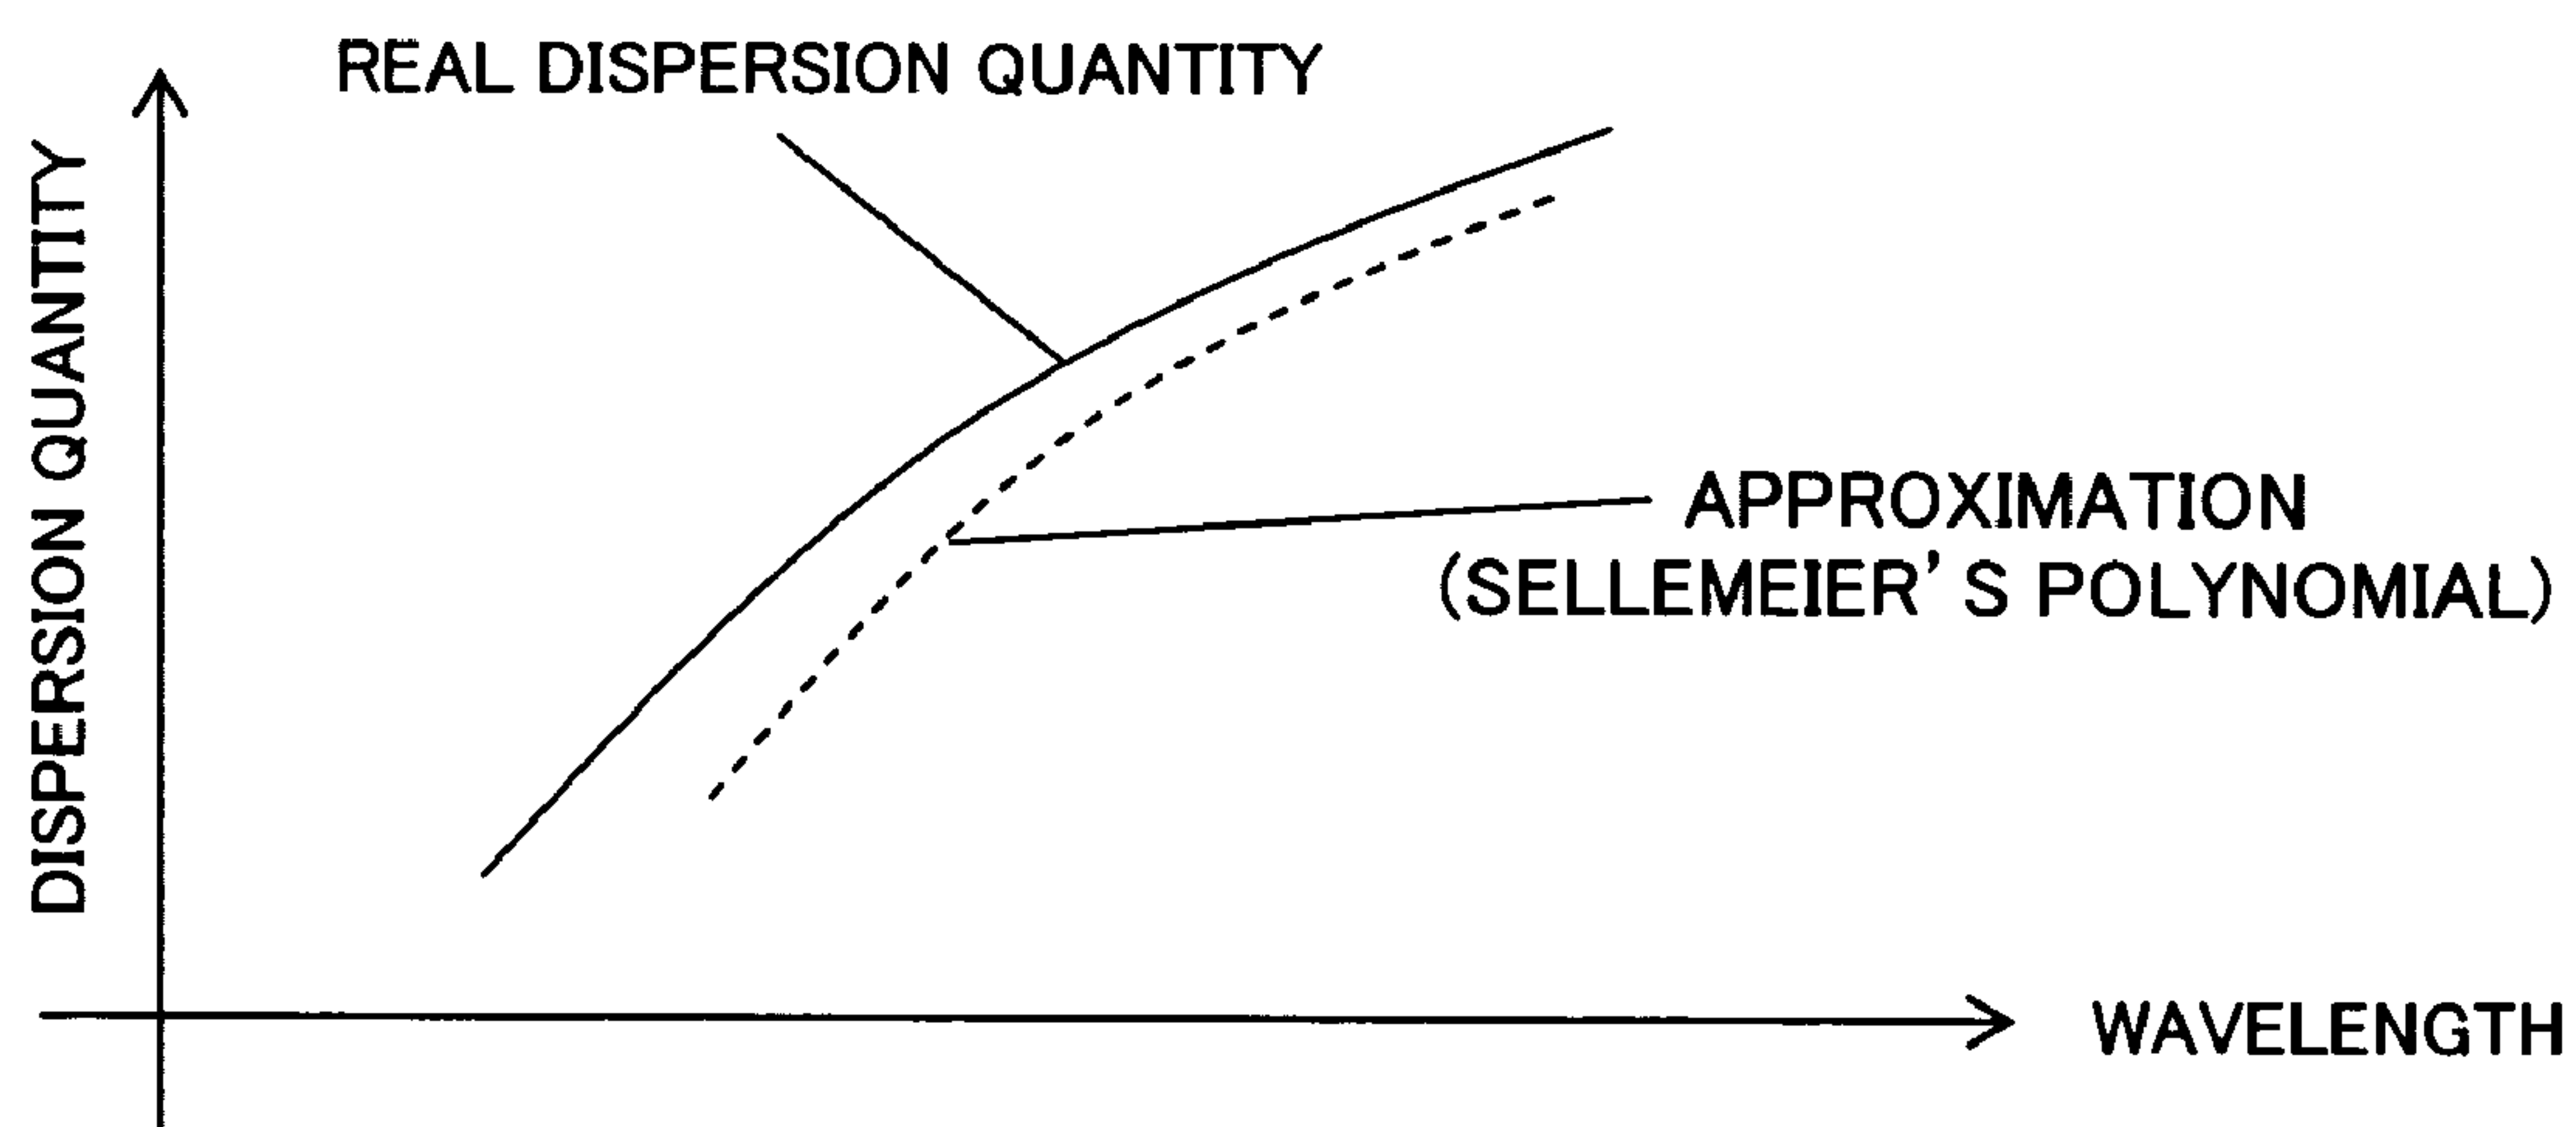 REAL DISPERSION QUANTITY
DISPERSION QUANTITY
APPROXIMATION
(SELLEMEIER'S POLYNOMIAL)
WAVELENGTH